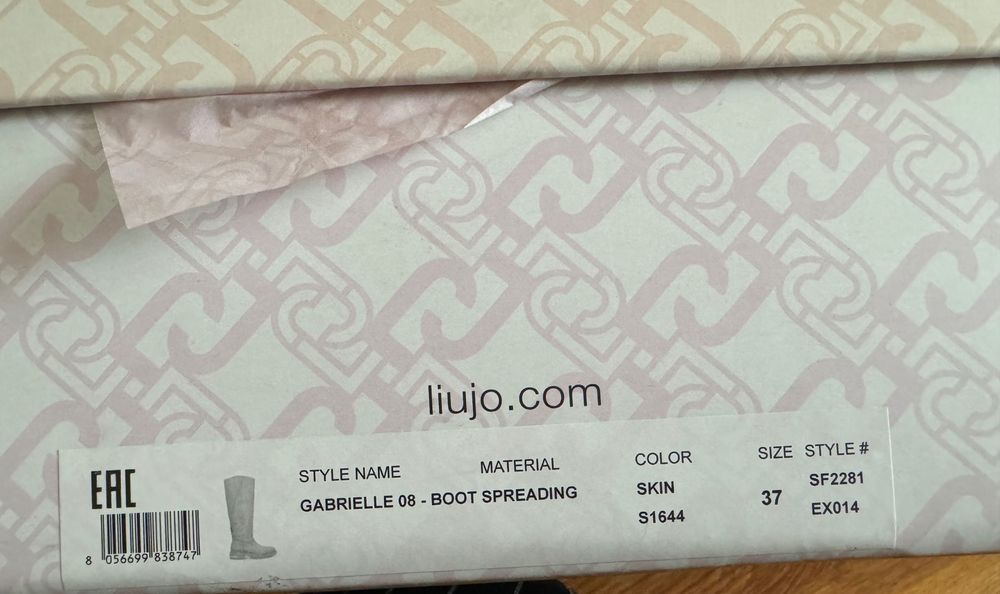 liujo.com
EAC
STYLE NAME MATERIAL COLOR SIZE STYLE #
GABRIELLE 08 - BOOT SPREADING SKIN 37 SF2281
S1644 EX014
8 056699 838747